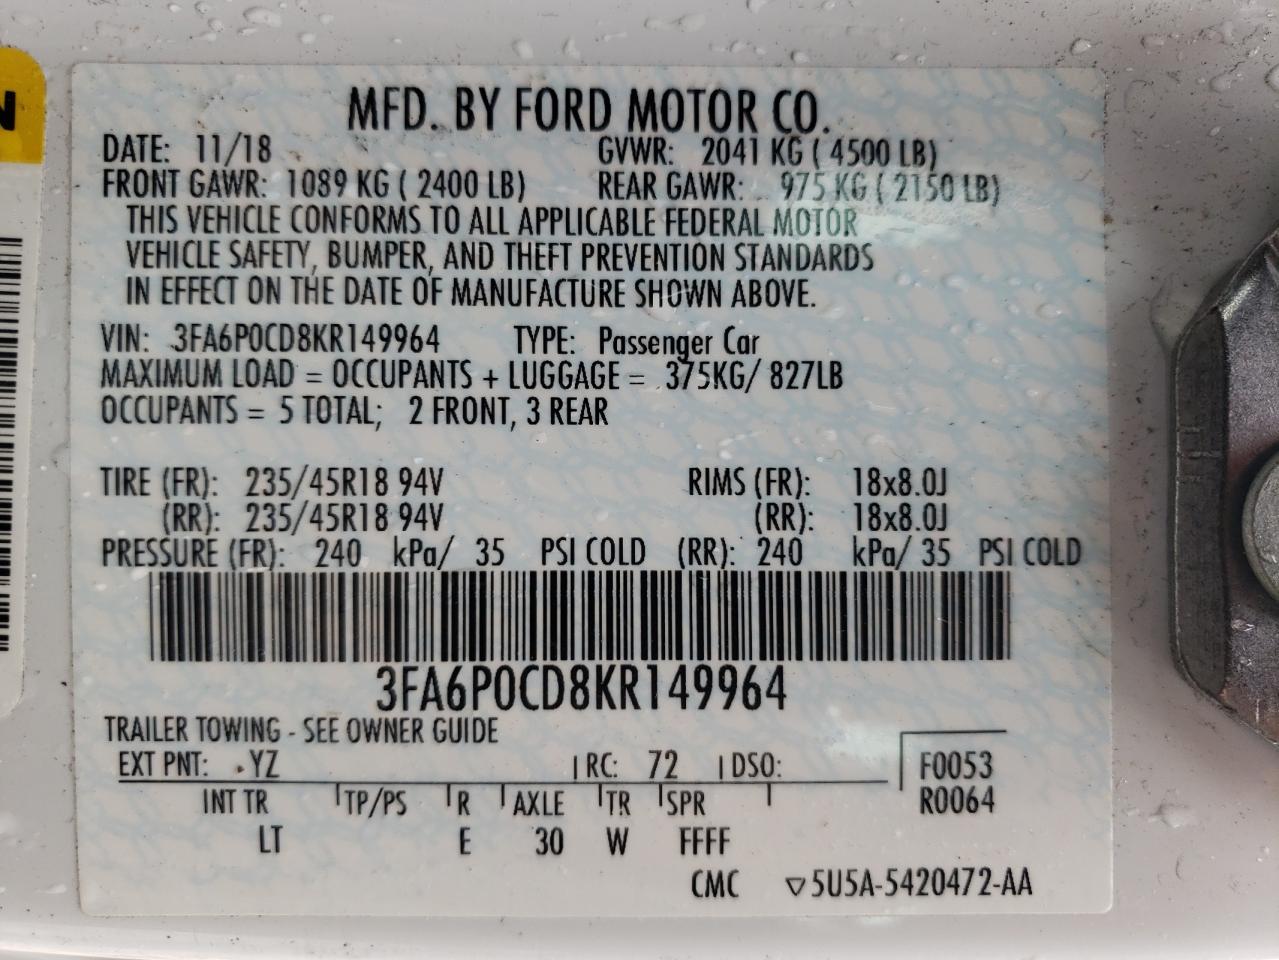 N
MFD. BY FORD MOTOR CO.
DATE: 11/18 GVWR: 2041 KG ( 4500 LB)
FRONT GAWR: 1089 KG ( 2400 LB) REAR GAWR: 975 KG ( 2150 LB)
THIS VEHICLE CONFORMS TO ALL APPLICABLE FEDERAL MOTOR
VEHICLE SAFETY, BUMPER, AND THEFT PREVENTION STANDARDS
IN EFFECT ON THE DATE OF MANUFACTURE SHOWN ABOVE.
VIN: 3FA6P0CD8KR149964 TYPE: Passenger Car
MAXIMUM LOAD = OCCUPANTS + LUGGAGE = 375KG/ 827LB
OCCUPANTS = 5 TOTAL; 2 FRONT, 3 REAR
TIRE (FR): 235/45R18 94V RIMS (FR): 18x8.0J
(RR): 235/45R18 94V (RR): 18x8.0J
PRESSURE (FR): 240 kPa/ 35 PSI COLD (RR): 240 kPa/ 35 PSI COLD
3FA6P0CD8KR149964
TRAILER TOWING - SEE OWNER GUIDE
EXT PNT: YZ RC: 72 DSO: F0053
INT TR TP/PS R AXLE TR SPR R0064
LT E 30 W FFFF
CMC ▽5U5A-5420472-AA